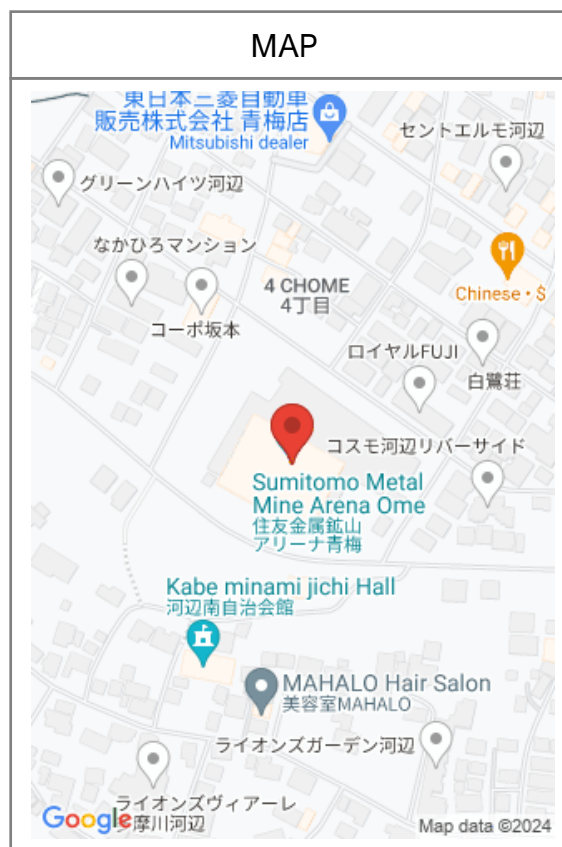 MAP
東日本三菱自動車
販売株式会社 青梅店
Mitsubishi dealer
セントエルモ河辺
グリーンハイツ河辺
なかひろマンション
4 CHOME
4丁目
Chinese・$
コーポ坂本
ロイヤルFUJI
白鷺荘
コスモ河辺リバーサイド
Sumitomo Metal
Mine Arena Ome
住友金属鉱山
アリーナ青梅
Kabe minami jichi Hall
河辺南自治会館
MAHALO Hair Salon
美容室MAHALO
ライオンズガーデン河辺
ライオンズヴィアーレ
多摩川河辺
Google
Map data ©2024